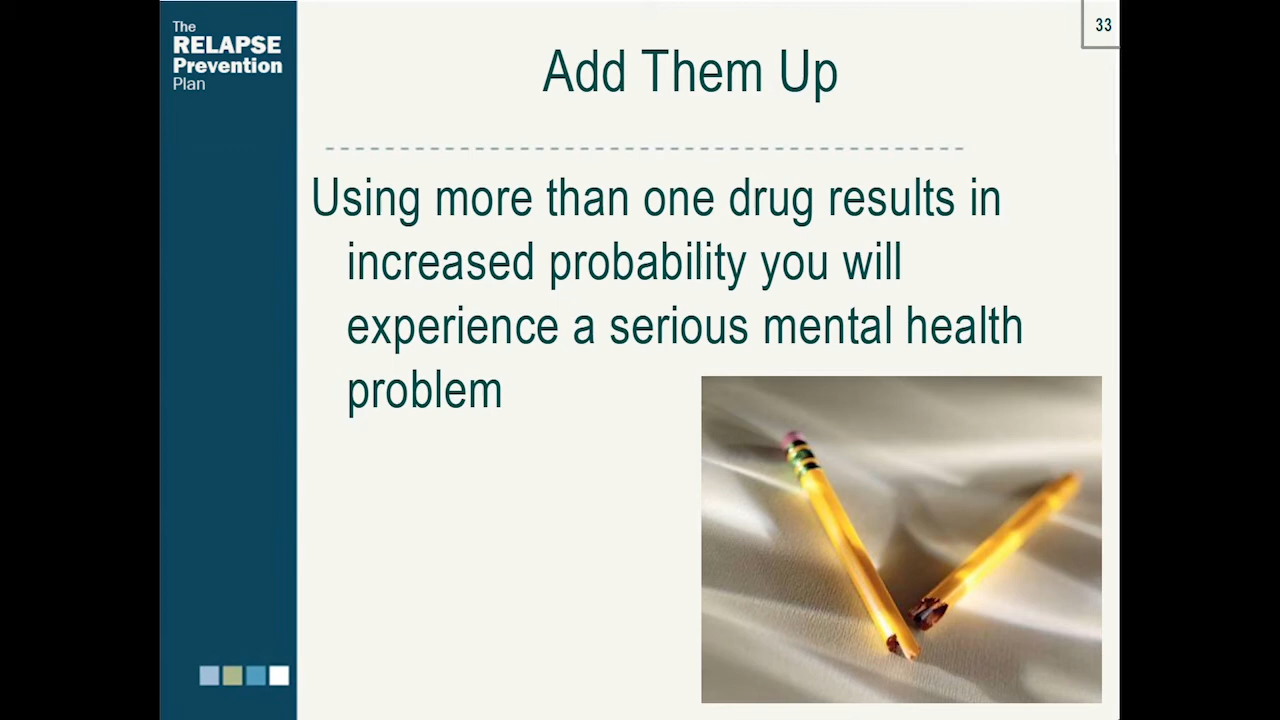 The
RELAPSE
Prevention
Plan
33
Add Them Up
Using more than one drug results in
increased probability you will
experience a serious mental health
problem